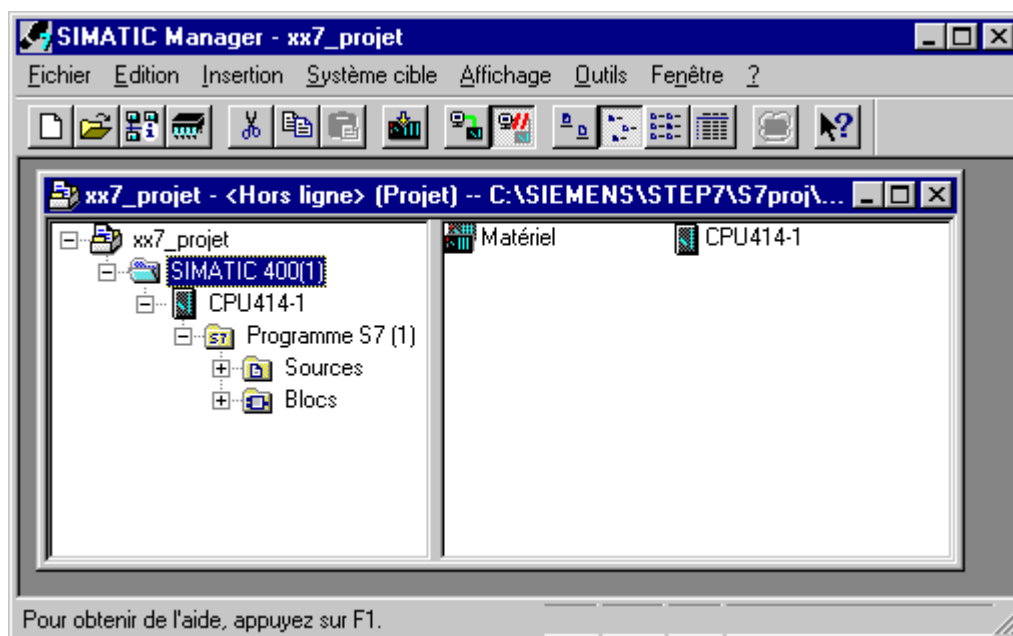 SIMATIC Manager - xx7_projet
Fichier Edition Insertion Système cible Affichage Outils Fenêtre ?
xx7_projet - <Hors ligne> (Projet) -- C:\SIEMENS\STEP7\S7proj\...
xx7_projet
SIMATIC 400(1)
CPU414-1
S7 Programme S7 (1)
Sources
Blocs
Matériel CPU414-1
Pour obtenir de l'aide, appuyez sur F1.